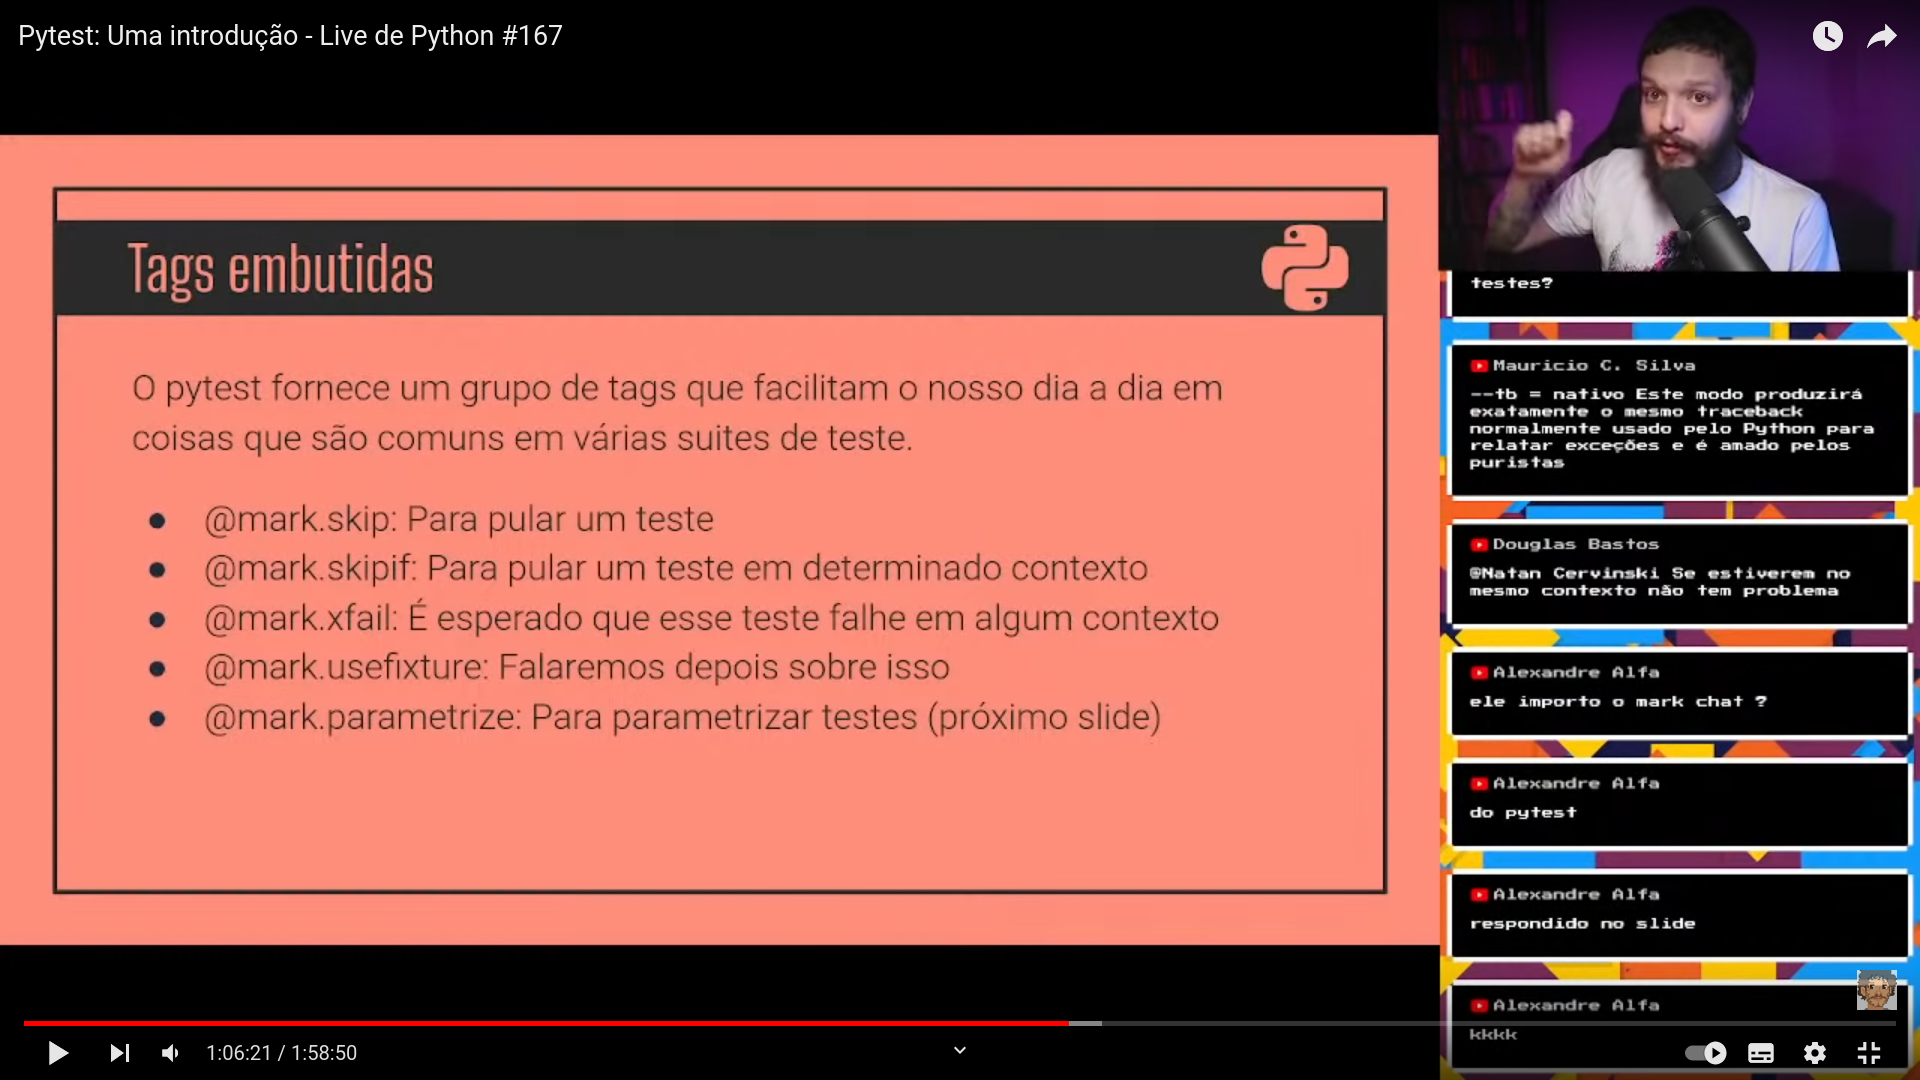 Pytest: Uma introdução - Live de Python #167
Tags embutidas
O pytest fornece um grupo de tags que facilitam o nosso dia a dia em
coisas que são comuns em várias suites de teste.
@mark.skip: Para pular um teste
@mark.skipif: Para pular um teste em determinado contexto
@mark.xfail: É esperado que esse teste falhe em algum contexto
@mark.usefixture: Falaremos depois sobre isso
@mark.parametrize: Para parametrizar testes (próximo slide)
testes?
Mauricio C. Silva
--tb = nativo Este modo produzirá
exatamente o mesmo traceback
normalmente usado pelo Python para
relatar exceções e é amado pelos
puristas
Douglas Bastos
@Natan Cervinski Se estiverem no
mesmo contexto não tem problema
Alexandre Alfa
ele importo o mark chat ?
Alexandre Alfa
do pytest
Alexandre Alfa
respondido no slide
Alexandre Alfa
kkkk
1:06:21 / 1:58:50